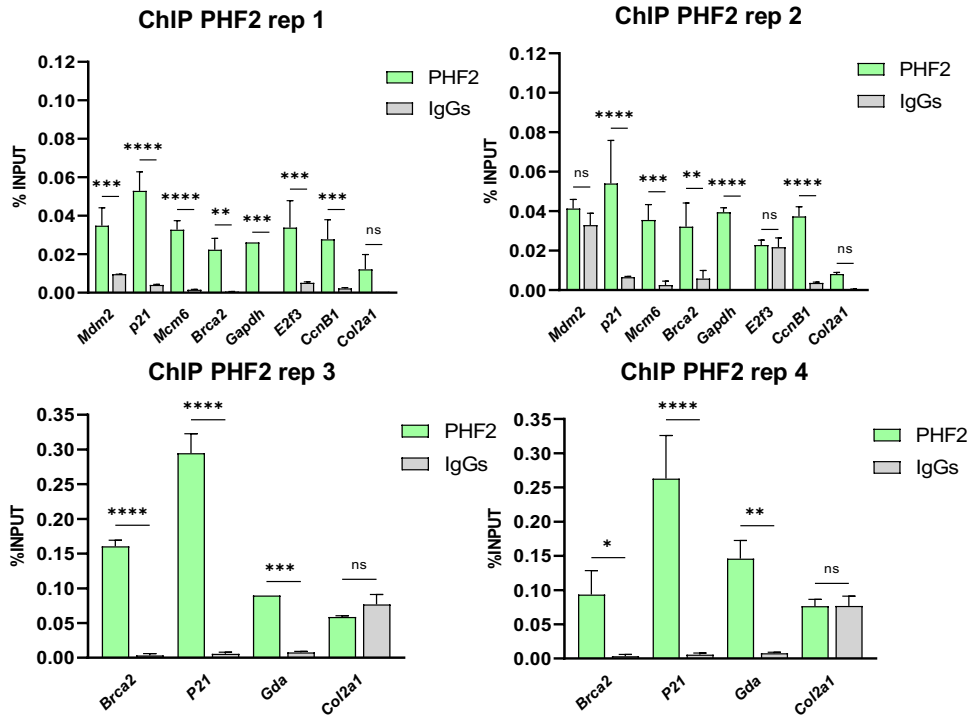 ChIP PHF2 rep 1
0.12
0.10
0.08
0.06
0.04
0.02
0.00
% INPUT
PHF2
IgGs
***
****
****
**
***
***
***
ns
Mdm2
p21
Mcm6
Brca2
Gapdh
E2f3
CcnB1
Col2a1
ChIP PHF2 rep 2
0.12
0.10
0.08
0.06
0.04
0.02
0.00
% INPUT
PHF2
IgGs
ns
****
***
**
****
ns
****
ns
Mdm2
p21
Mcm6
Brca2
Gapdh
E2f3
CcnB1
Col2a1
ChIP PHF2 rep 3
0.35
0.30
0.25
0.20
0.15
0.10
0.05
0.00
%INPUT
PHF2
IgGs
****
****
***
ns
Brca2
P21
Gda
Col2a1
ChIP PHF2 rep 4
0.35
0.30
0.25
0.20
0.15
0.10
0.05
0.00
%INPUT
PHF2
IgGs
*
****
**
ns
Brca2
P21
Gda
Col2a1